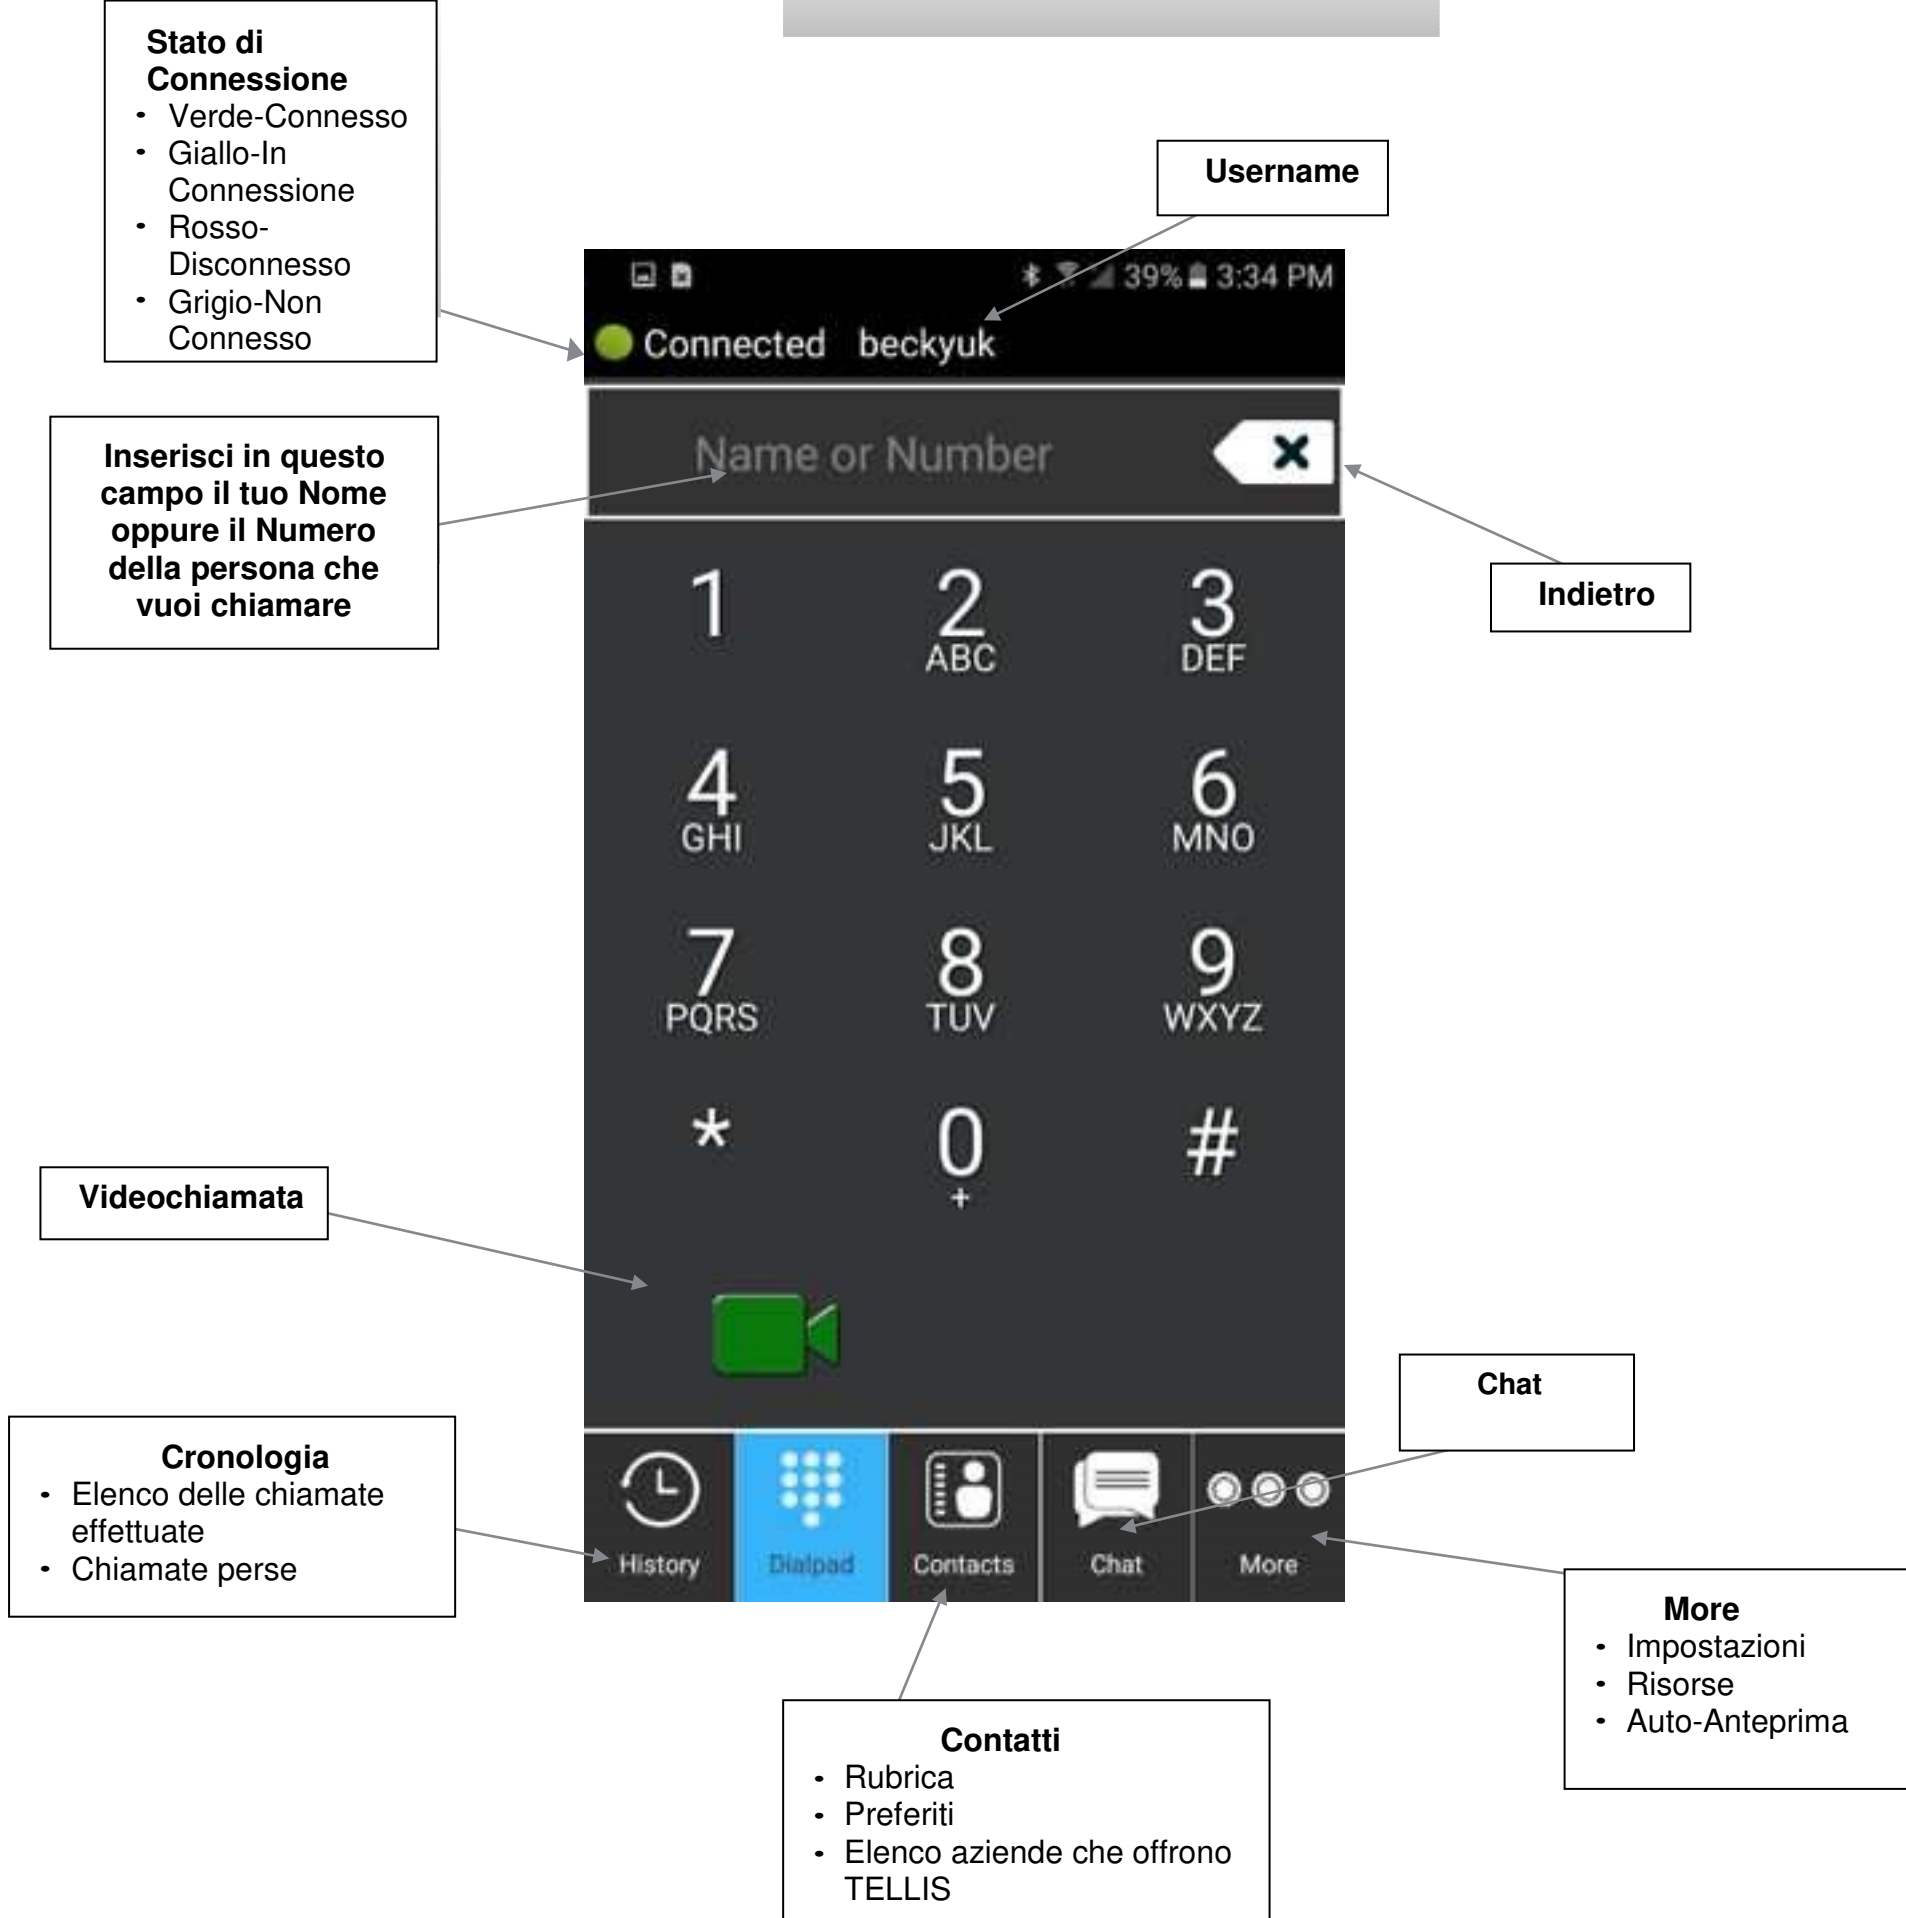 Stato di
Connessione
• Verde-Connesso
• Giallo-In
Connessione
• Rosso-
Disconnesso
• Grigio-Non
Connesso
Username
39% 3:34 PM
Connected beckyuk
Inserisci in questo
campo il tuo Nome
oppure il Numero
della persona che
vuoi chiamare
Name or Number
Indietro
1 2 3
ABC DEF
4 5 6
GHI JKL MNO
7 8 9
PQRS TUV WXYZ
* 0 #
+
Videochiamata
Chat
Cronologia
• Elenco delle chiamate
effettuate
• Chiamate perse
History Dialpad Contacts Chat More
More
• Impostazioni
• Risorse
• Auto-Anteprima
Contatti
• Rubrica
• Preferiti
• Elenco aziende che offrono
TELLIS